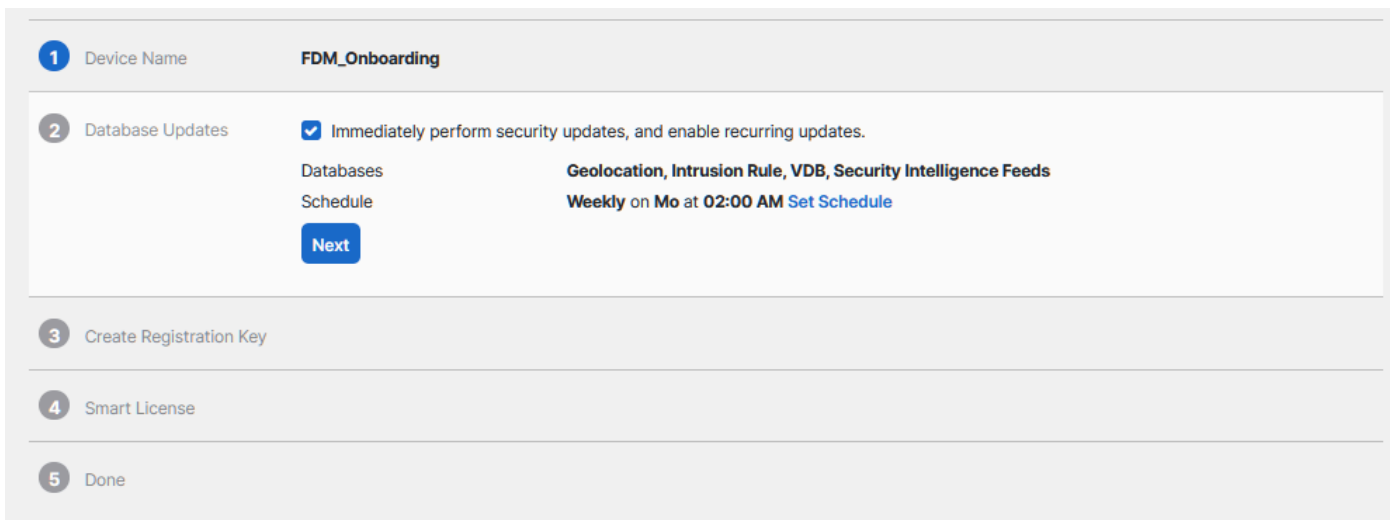 1 Device Name FDM_Onboarding
2 Database Updates Immediately perform security updates, and enable recurring updates.
Databases Geolocation, Intrusion Rule, VDB, Security Intelligence Feeds
Schedule Weekly on Mo at 02:00 AM Set Schedule
Next
3 Create Registration Key
4 Smart License
5 Done